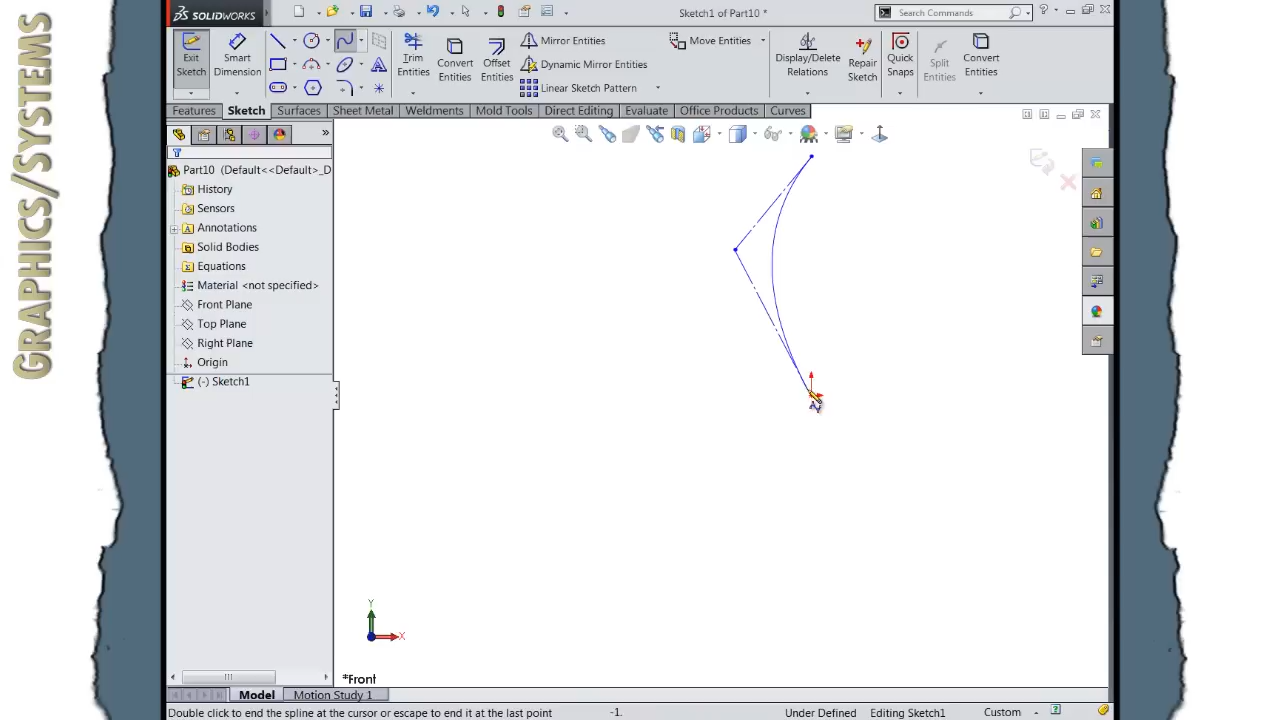 GRAPHICS/SYSTEMS
SOLIDWORKS
Sketch1 of Part10 *
Search Commands
Exit Sketch
Smart Dimension
Trim Entities
Convert Entities
Offset Entities
Mirror Entities
Dynamic Mirror Entities
Linear Sketch Pattern
Move Entities
Display/Delete Relations
Repair Sketch
Quick Snaps
Split Entities
Convert Entities
Features
Sketch
Surfaces
Sheet Metal
Weldments
Mold Tools
Direct Editing
Evaluate
Office Products
Curves
Part10 (Default<<Default>_D
History
Sensors
Annotations
Solid Bodies
Equations
Material <not specified>
Front Plane
Top Plane
Right Plane
Origin
(-) Sketch1
Y
X
*Front
Model
Motion Study 1
Double click to end the spline at the cursor or escape to end it at the last point
-1.
Under Defined
Editing Sketch1
Custom